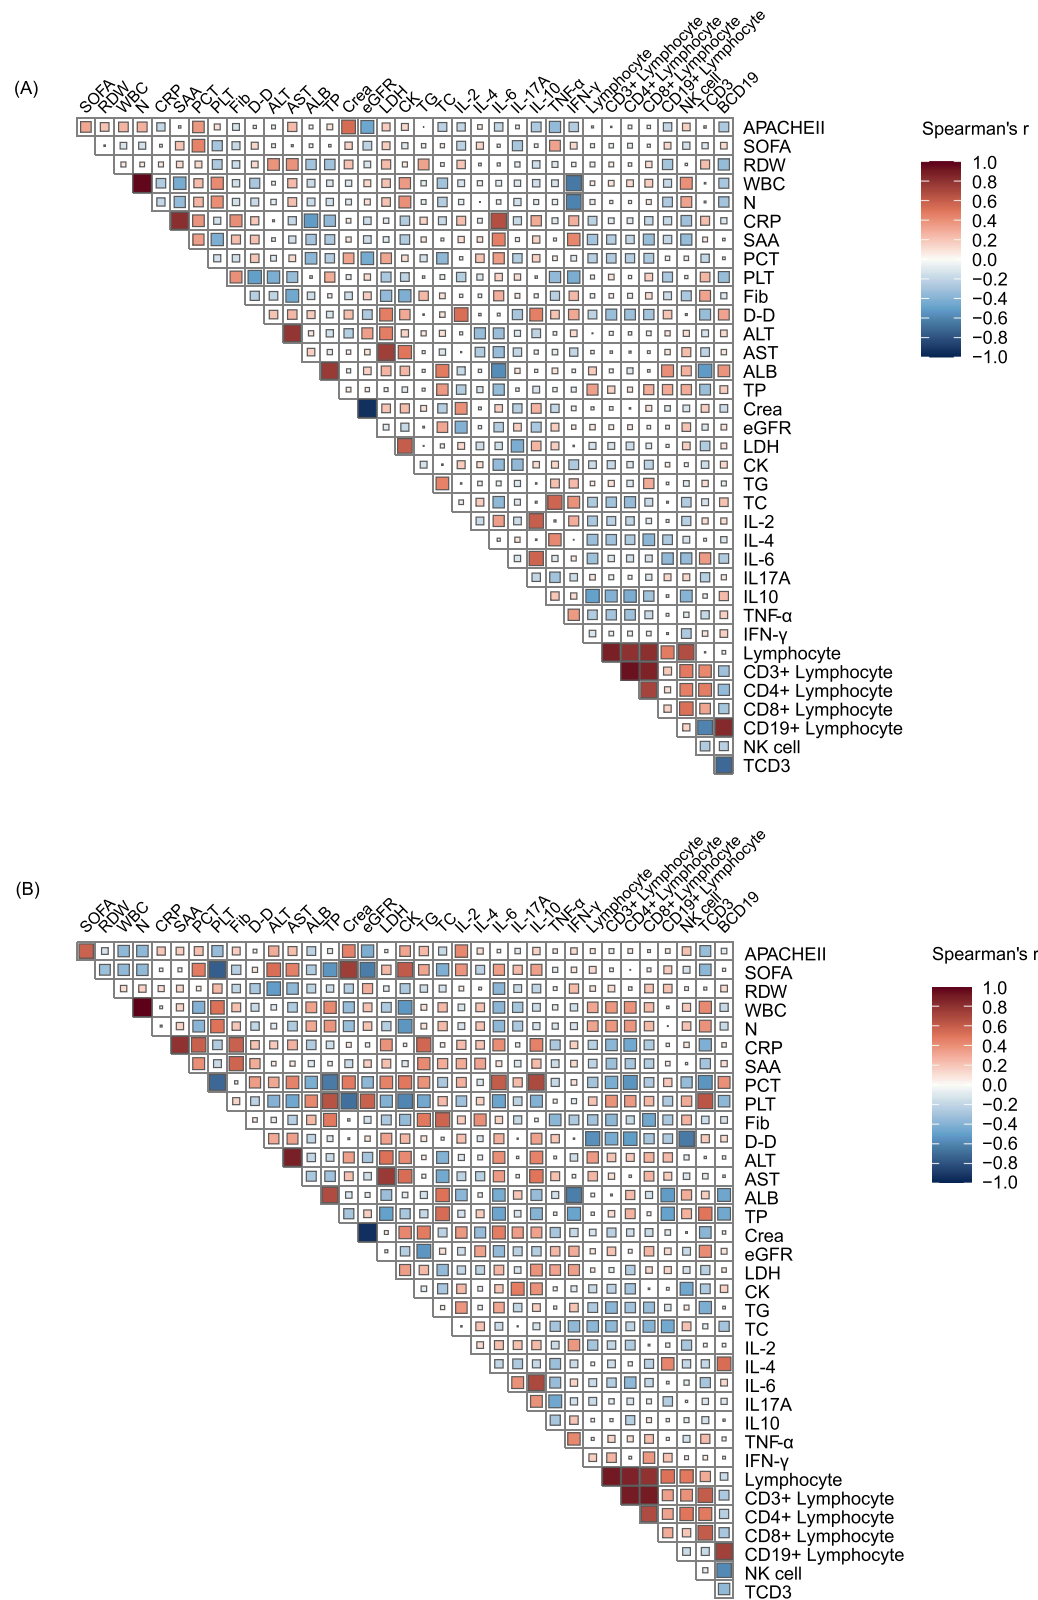 (A)
SOFA
RDW
WBC
N
CRP
SAA
PCT
PLT
Fib
D-D
ALT
AST
ALB
TP
Crea
eGFR
LDH
CK
TG
TC
IL-2
IL-4
IL-6
IL-17A
IL-10
TNF-α
IFN-γ
Lymphocyte
CD3+ Lymphocyte
CD4+ Lymphocyte
CD8+ Lymphocyte
CD19+ Lymphocyte
NK cell
TCD3
BCD19
APACHEII
SOFA
RDW
WBC
N
CRP
SAA
PCT
PLT
Fib
D-D
ALT
AST
ALB
TP
Crea
eGFR
LDH
CK
TG
TC
IL-2
IL-4
IL-6
IL17A
IL10
TNF-α
IFN-γ
Lymphocyte
CD3+ Lymphocyte
CD4+ Lymphocyte
CD8+ Lymphocyte
CD19+ Lymphocyte
NK cell
TCD3
Spearman's r
1.0
0.8
0.6
0.4
0.2
0.0
−0.2
−0.4
−0.6
−0.8
−1.0
(B)
SOFA
RDW
WBC
N
CRP
SAA
PCT
PLT
Fib
D-D
ALT
AST
ALB
TP
Crea
eGFR
LDH
CK
TG
TC
IL-2
IL-4
IL-6
IL-17A
IL-10
TNF-α
IFN-γ
Lymphocyte
CD3+ Lymphocyte
CD4+ Lymphocyte
CD8+ Lymphocyte
CD19+ Lymphocyte
NK cell
TCD3
BCD19
APACHEII
SOFA
RDW
WBC
N
CRP
SAA
PCT
PLT
Fib
D-D
ALT
AST
ALB
TP
Crea
eGFR
LDH
CK
TG
TC
IL-2
IL-4
IL-6
IL17A
IL10
TNF-α
IFN-γ
Lymphocyte
CD3+ Lymphocyte
CD4+ Lymphocyte
CD8+ Lymphocyte
CD19+ Lymphocyte
NK cell
TCD3
Spearman's r
1.0
0.8
0.6
0.4
0.2
0.0
−0.2
−0.4
−0.6
−0.8
−1.0